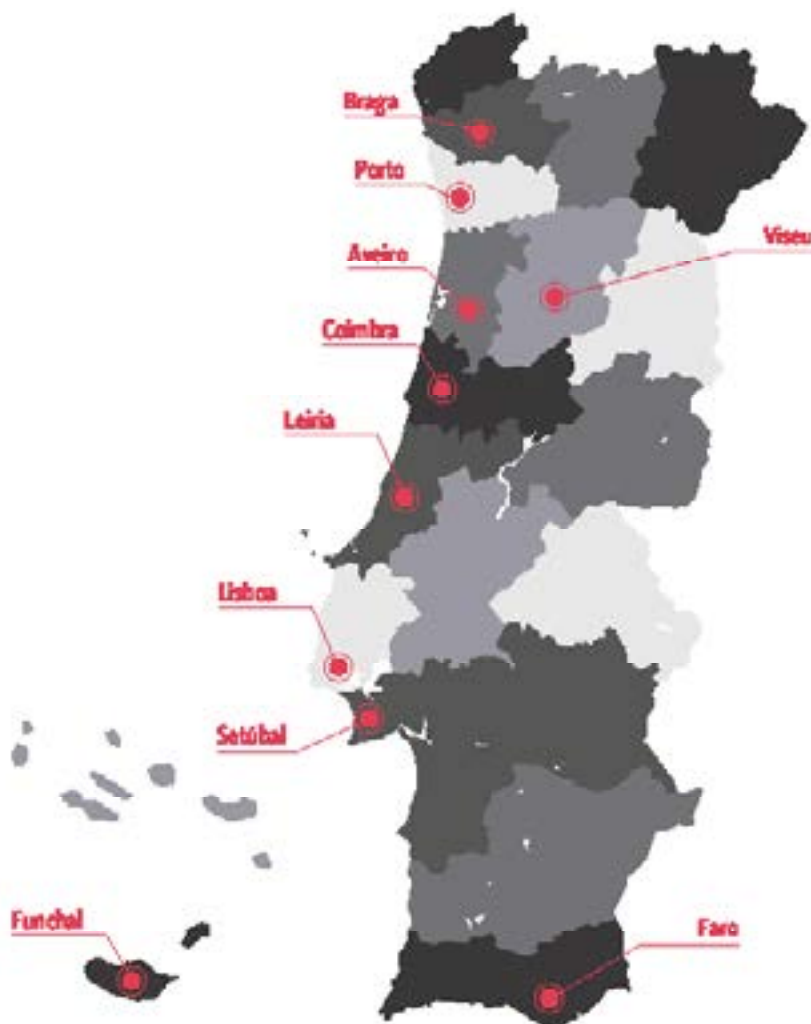 Braga
Porto
Aveiro
Viseu
Coimbra
Leiria
Lisboa
Setúbal
Funchal
Faro